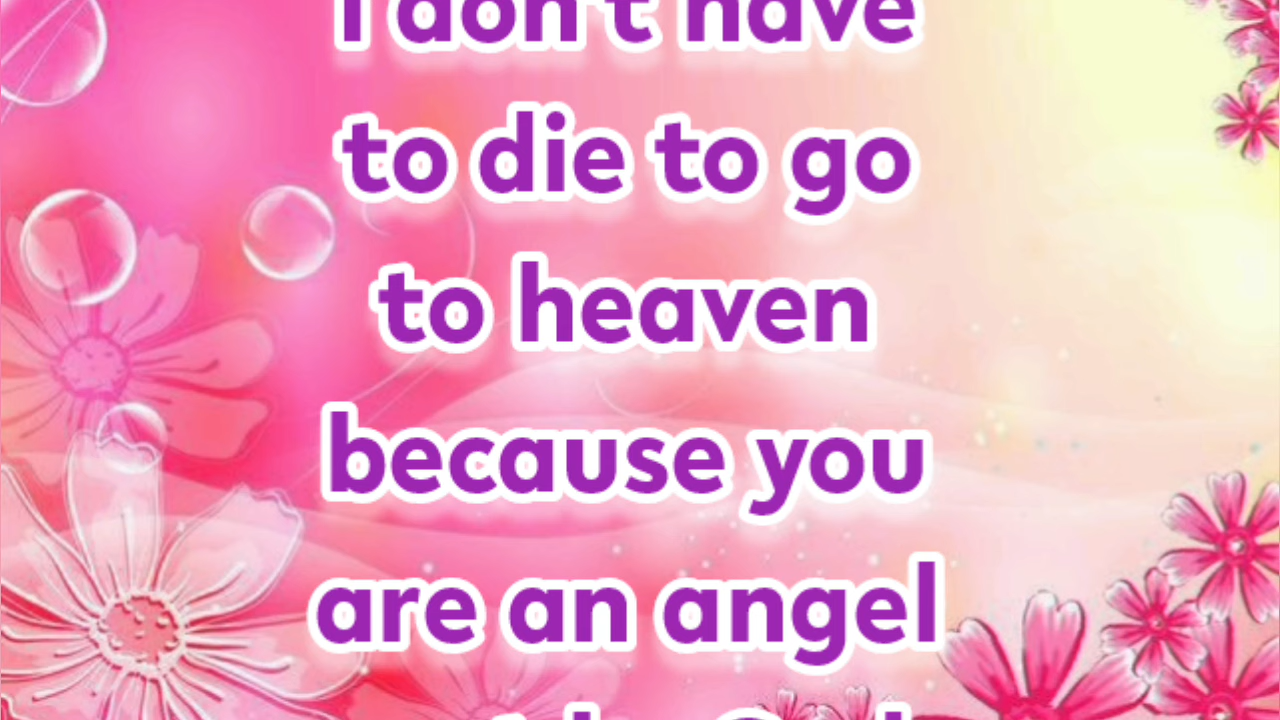 I don't have
to die to go
to heaven
because you
are an angel